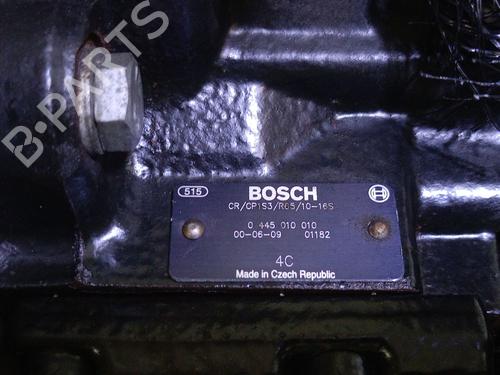 B-PARTS
515 BOSCH
CR/CP1S3/R65/10-16S
0 445 010 010
00-06-09 01182
4C
Made in Czech Republic